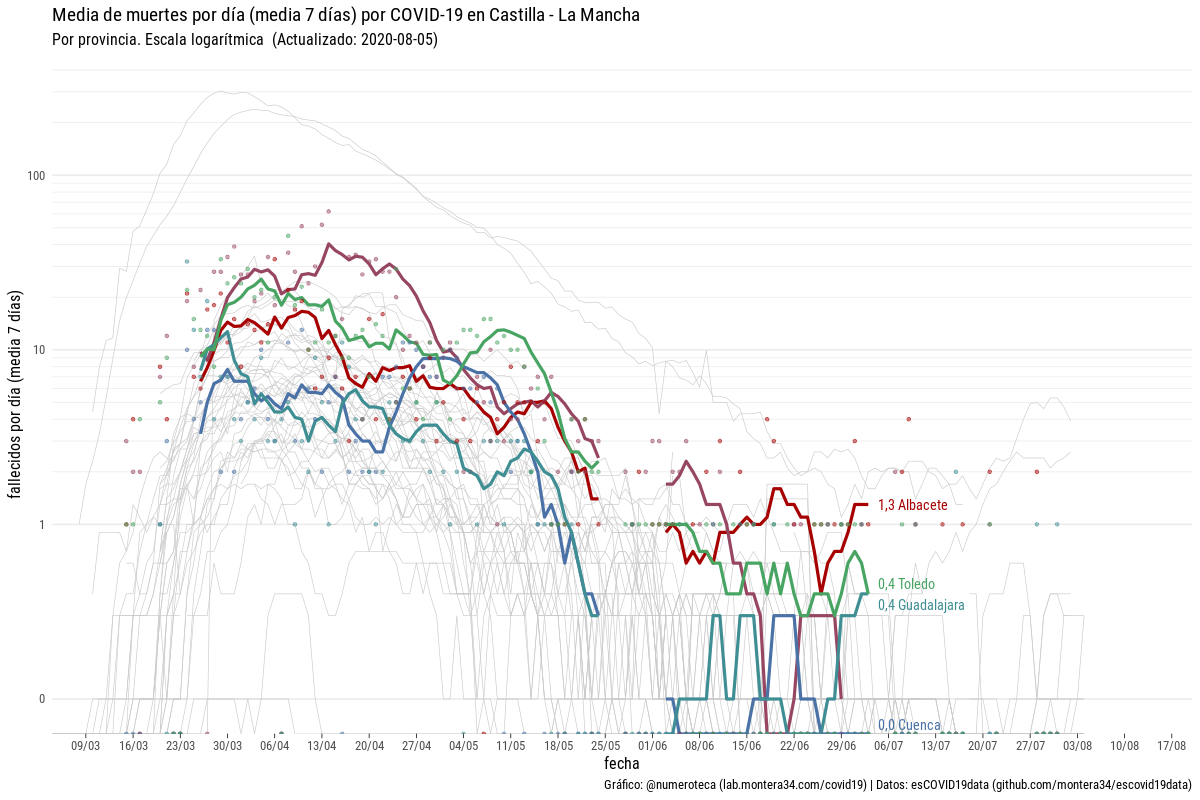 Media de muertes por día (media 7 días) por COVID-19 en Castilla - La Mancha
Por provincia. Escala logarítmica (Actualizado: 2020-08-05)
fallecidos por día (media 7 días)
100
10
1
0
1,3 Albacete
0,4 Toledo
0,4 Guadalajara
0,0 Cuenca
09/03 16/03 23/03 30/03 06/04 13/04 20/04 27/04 04/05 11/05 18/05 25/05 01/06 08/06 15/06 22/06 29/06 06/07 13/07 20/07 27/07 03/08 10/08 17/08
fecha
Gráfico: @numeroteca (lab.montera34.com/covid19) | Datos: esCOVID19data (github.com/montera34/escovid19data)